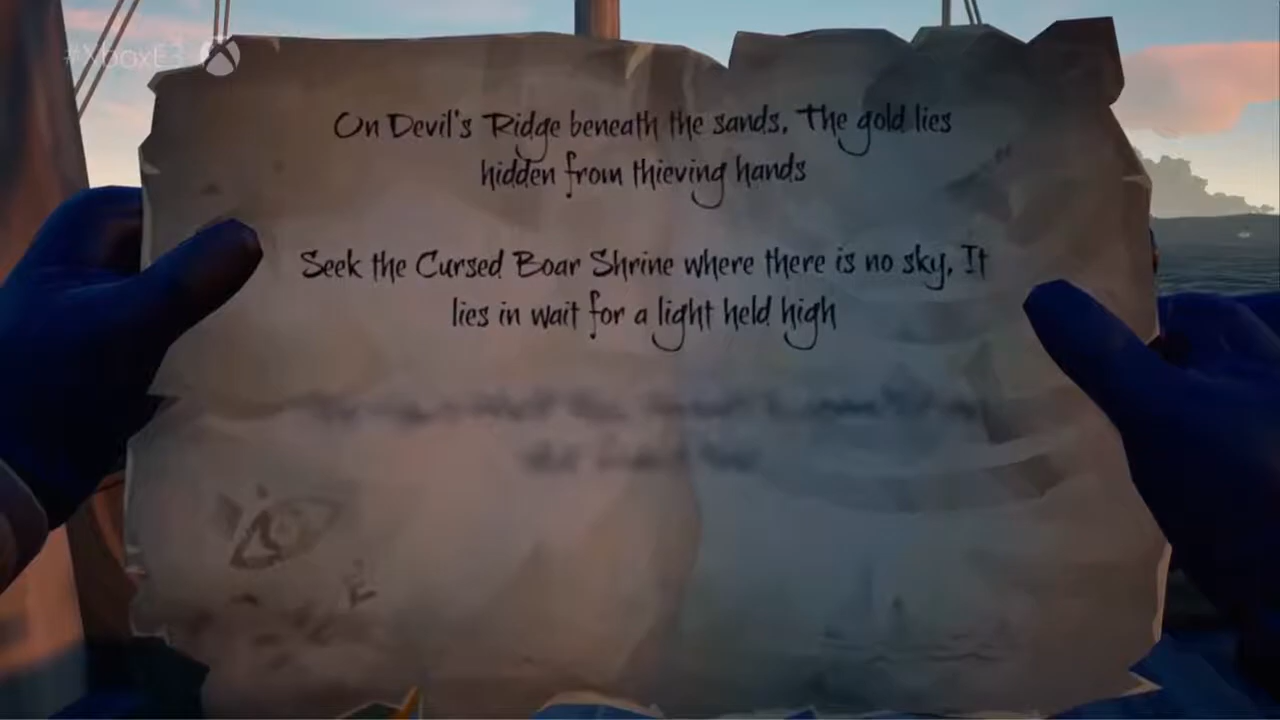 #XboxE3
On Devil's Ridge beneath the sands. The gold lies
hidden from thieving hands
Seek the Cursed Boar Shrine where there is no sky, It
lies in wait for a light held high